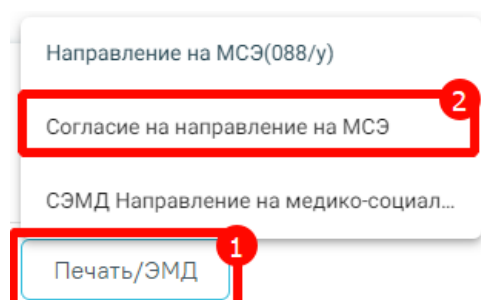 Направление на МСЭ(088/у)
2
Согласие на направление на МСЭ
СЭМД Направление на медико-социал...
1
Печать/ЭМД